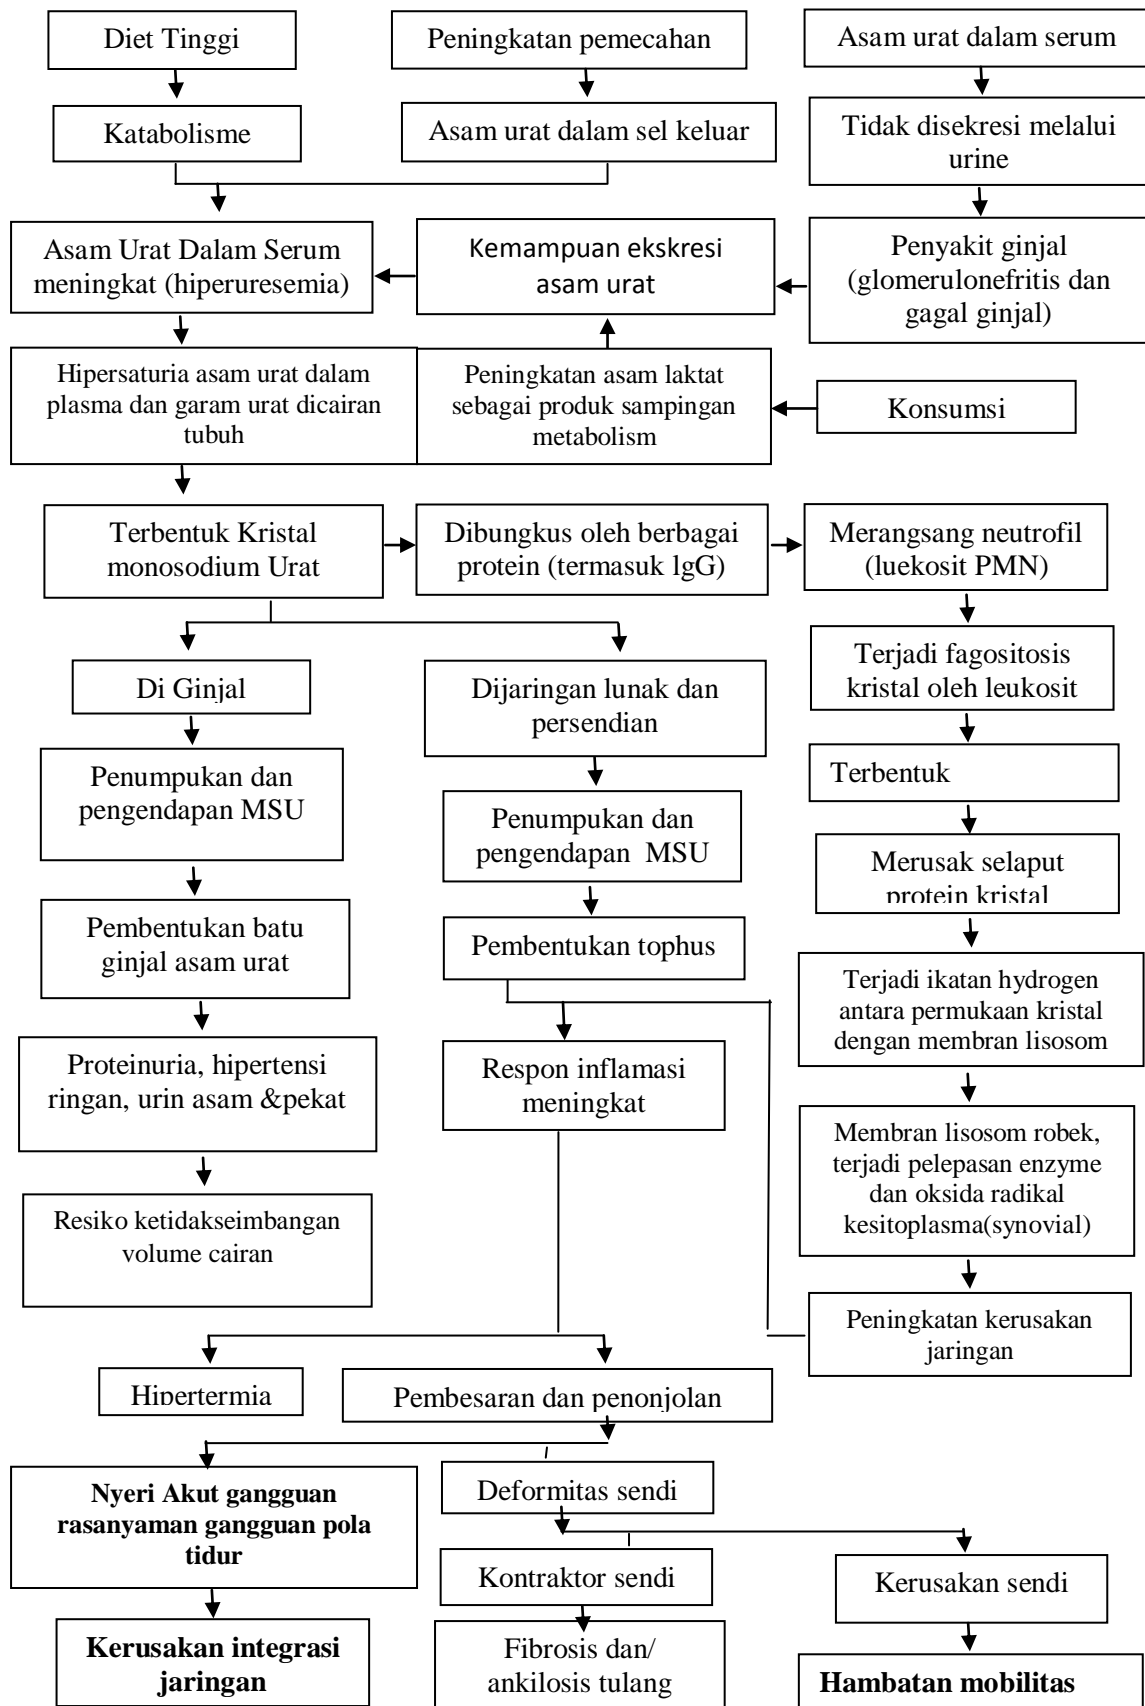 Diet Tinggi
Peningkatan pemecahan
Asam urat dalam serum
Katabolisme
Asam urat dalam sel keluar
Tidak disekresi melalui
urine
Asam Urat Dalam Serum
meningkat (hiperuresemia)
Kemampuan ekskresi
asam urat
Penyakit ginjal
(glomerulonefritis dan
gagal ginjal)
Hipersaturia asam urat dalam
plasma dan garam urat dicairan
tubuh
Peningkatan asam laktat
sebagai produk sampingan
metabolism
Konsumsi
Terbentuk Kristal
monosodium Urat
Dibungkus oleh berbagai
protein (termasuk lgG)
Merangsang neutrofil
(luekosit PMN)
Di Ginjal
Dijaringan lunak dan
persendian
Terjadi fagositosis
kristal oleh leukosit
Penumpukan dan
pengendapan MSU
Penumpukan dan
pengendapan  MSU
Terbentuk
Merusak selaput
protein kristal
Pembentukan batu
ginjal asam urat
Pembentukan tophus
Terjadi ikatan hydrogen
antara permukaan kristal
dengan membran lisosom
Proteinuria, hipertensi
ringan, urin asam &pekat
Respon inflamasi
meningkat
Membran lisosom robek,
terjadi pelepasan enzyme
dan oksida radikal
kesitoplasma(synovial)
Resiko ketidakseimbangan
volume cairan
Peningkatan kerusakan
jaringan
Hipertermia
Pembesaran dan penonjolan
Nyeri Akut gangguan
rasanyaman gangguan pola
tidur
Deformitas sendi
Kontraktor sendi
Kerusakan sendi
Kerusakan integrasi
jaringan
Fibrosis dan/
ankilosis tulang
Hambatan mobilitas